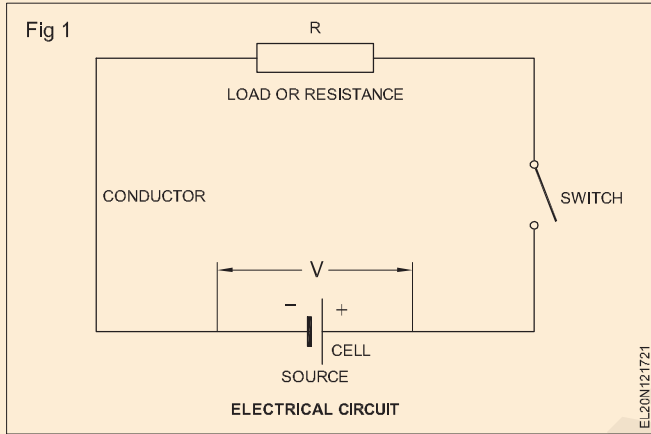 Fig 1
R
LOAD OR RESISTANCE
CONDUCTOR
SWITCH
V
- +
CELL
SOURCE
ELECTRICAL CIRCUIT
EL20N121721